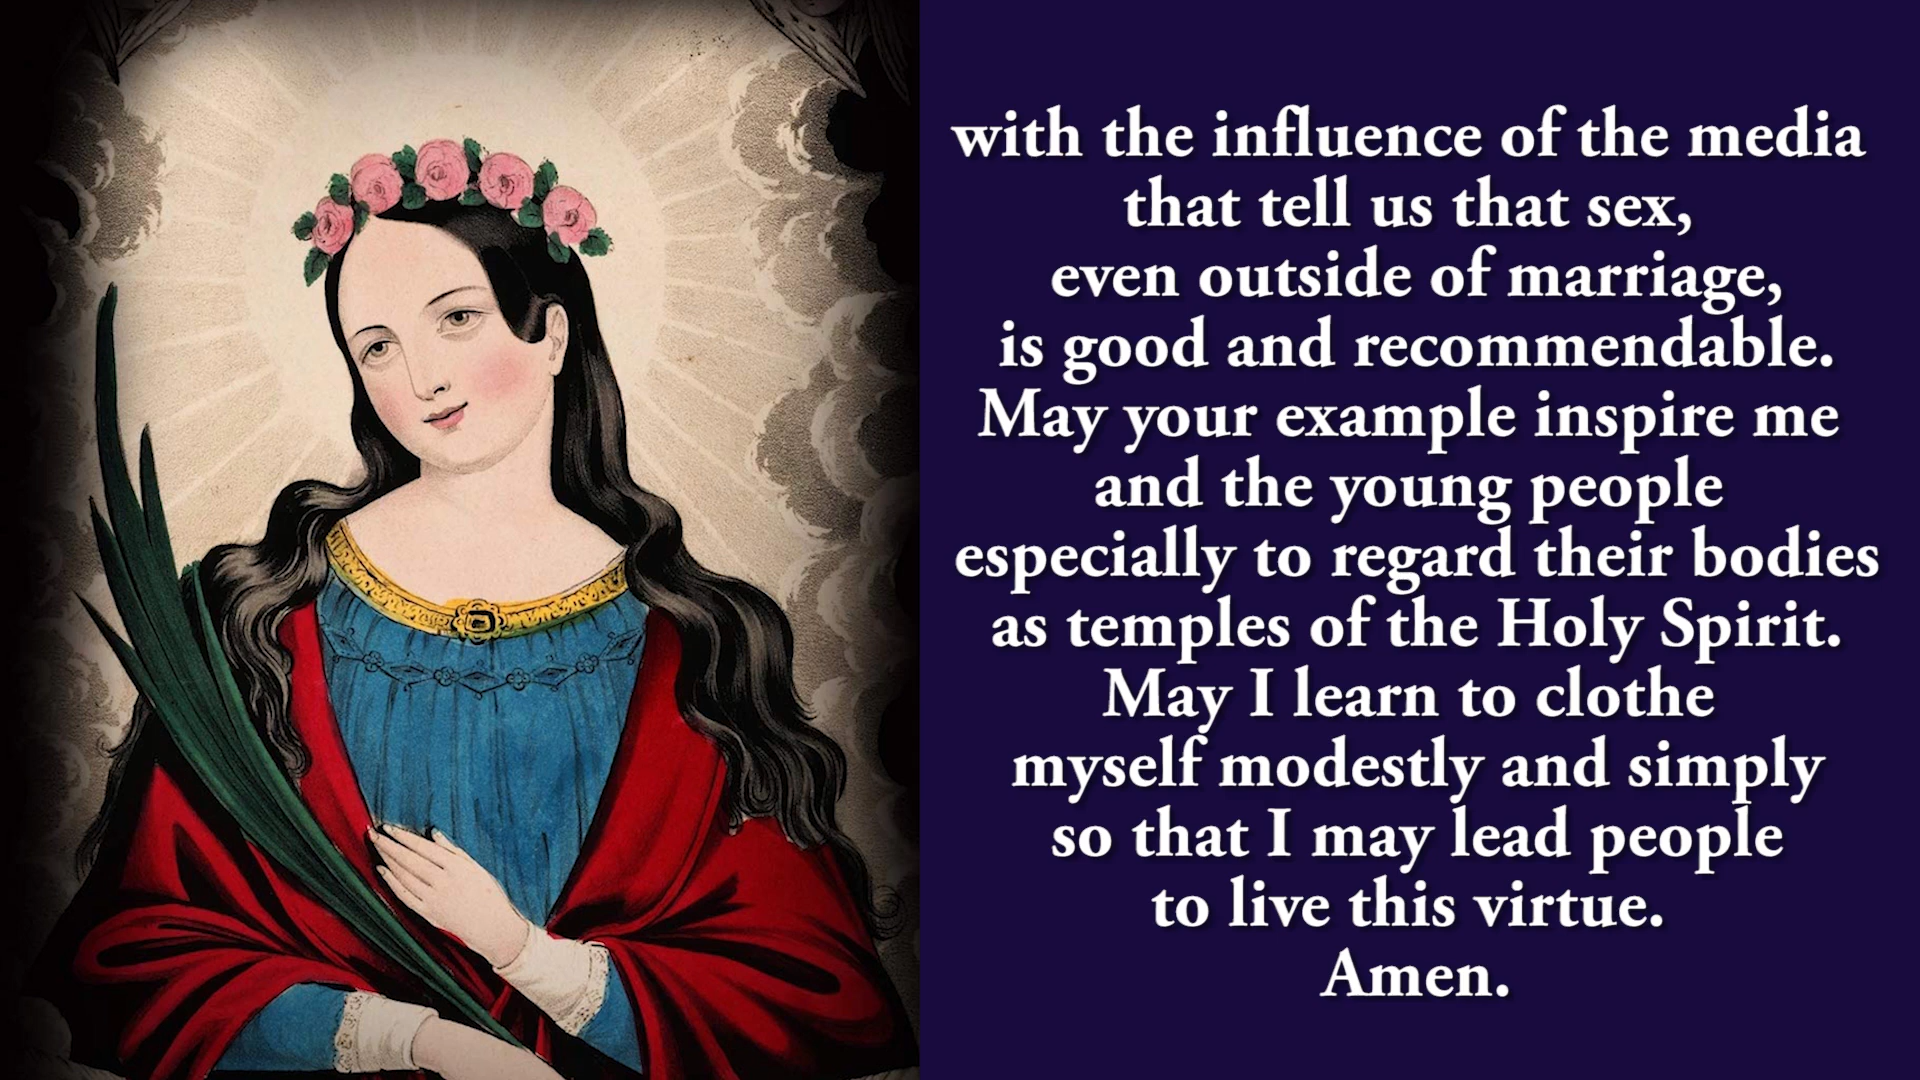 with the influence of the media
that tell us that sex,
even outside of marriage,
is good and recommendable.
May your example inspire me
and the young people
especially to regard their bodies
as temples of the Holy Spirit.
May I learn to clothe
myself modestly and simply
so that I may lead people
to live this virtue.
Amen.